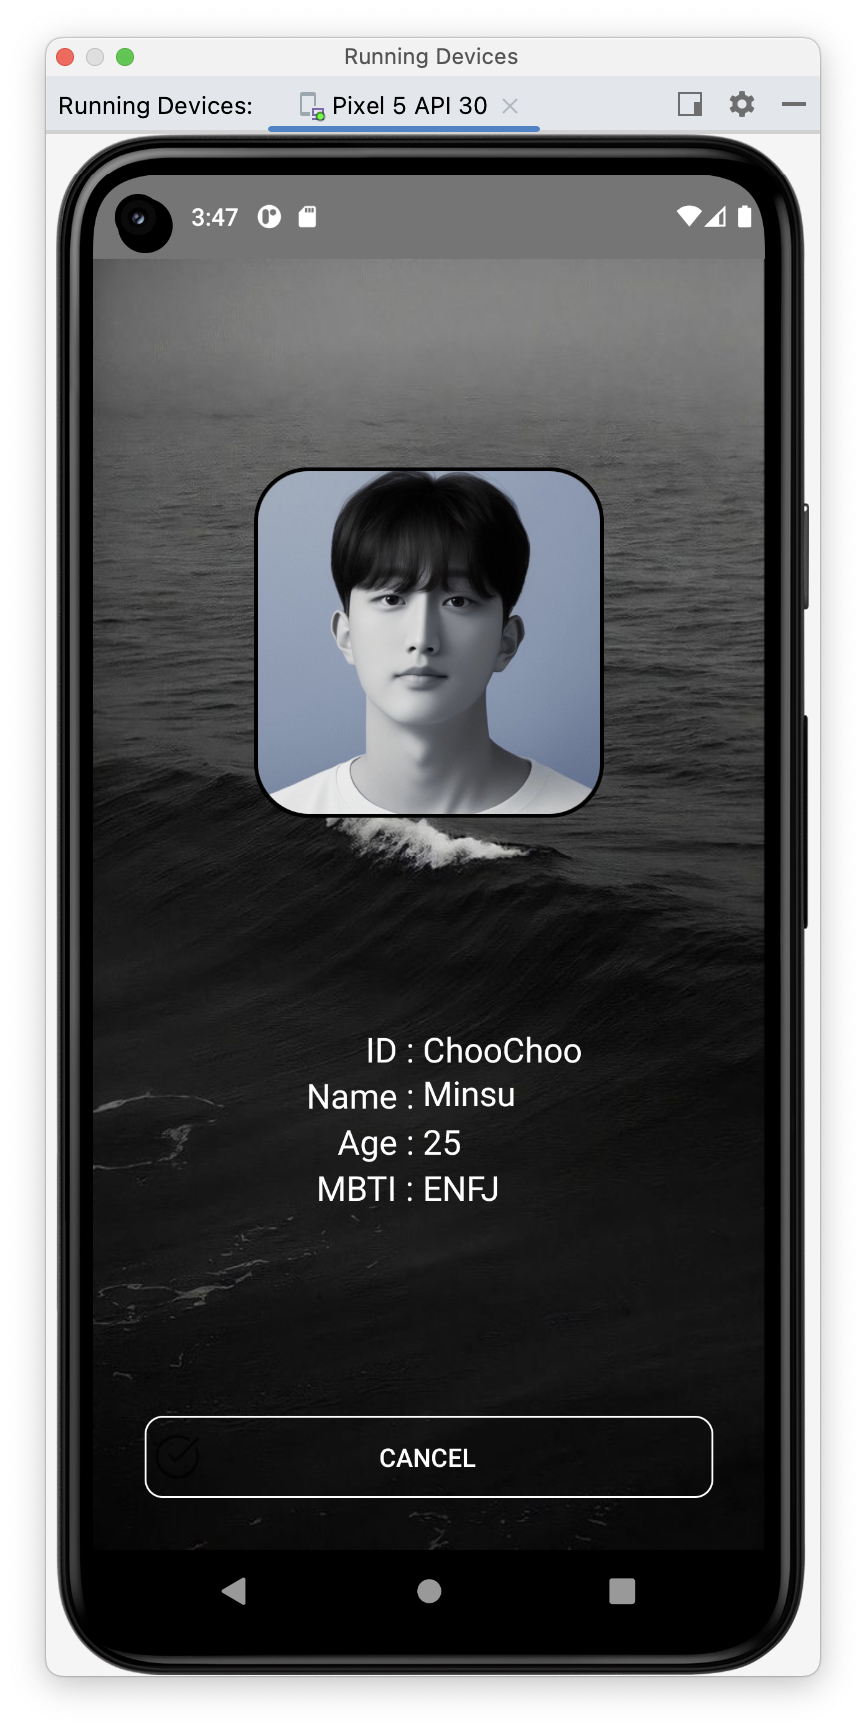 Running Devices
Running Devices: Pixel 5 API 30
3:47
ID : ChooChoo
Name : Minsu
Age : 25
MBTI : ENFJ
CANCEL